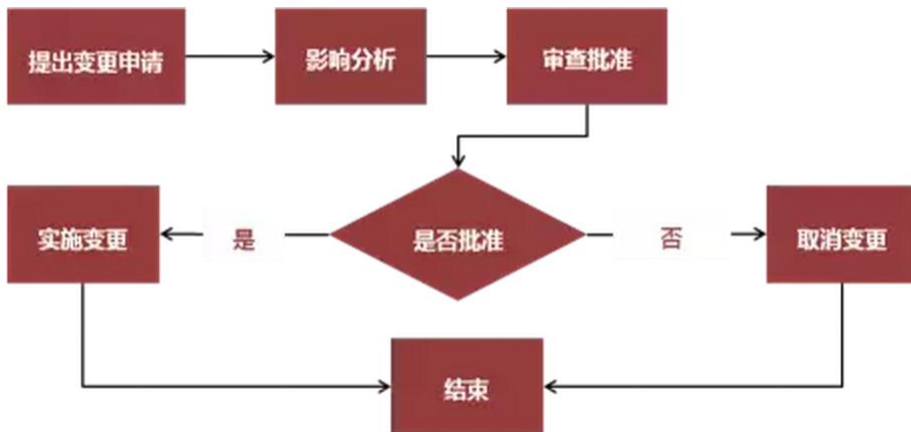 提出变更申请
影响分析
审查批准
是否批准
是
否
实施变更
取消变更
结束